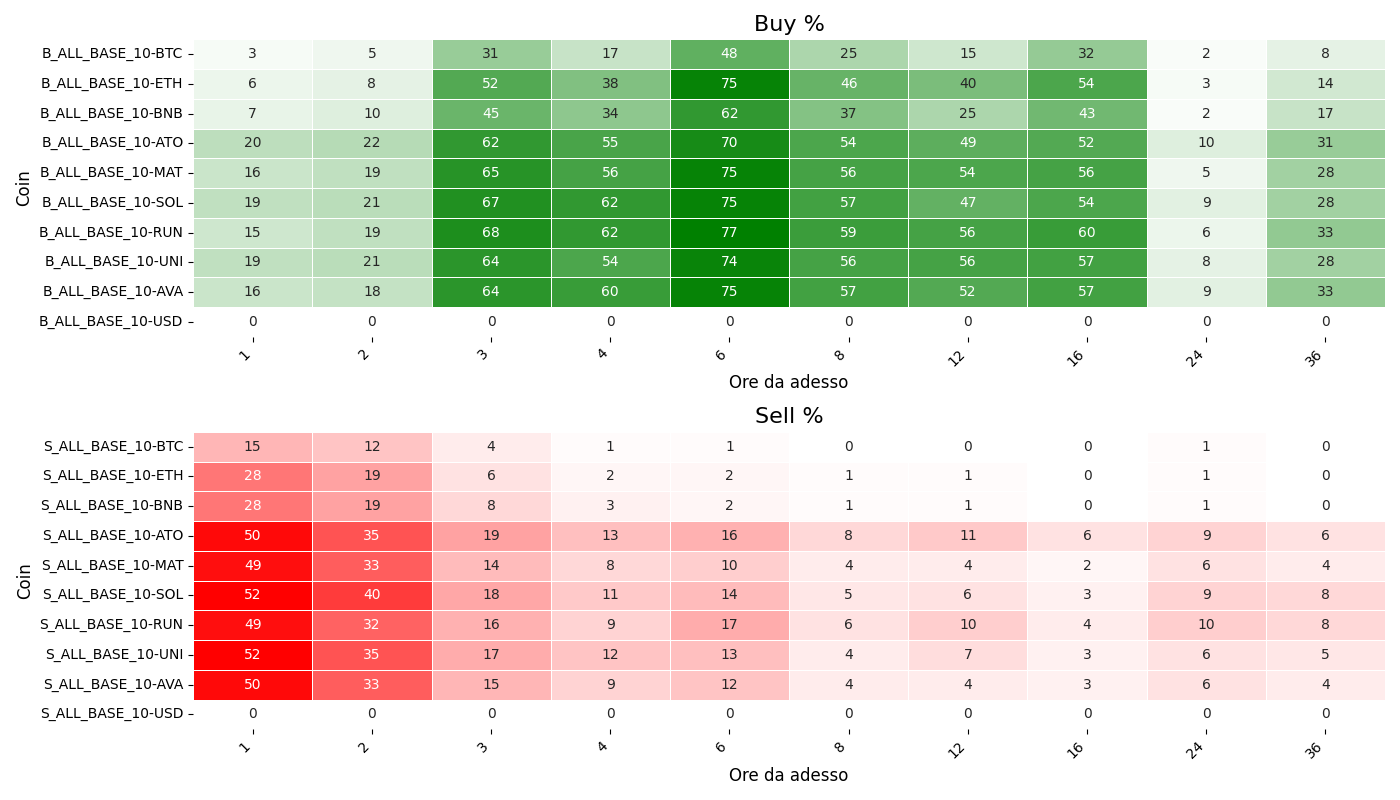 Buy %
Coin
B_ALL_BASE_10-BTC 3 5 31 17 48 25 15 32 2 8
B_ALL_BASE_10-ETH 6 8 52 38 75 46 40 54 3 14
B_ALL_BASE_10-BNB 7 10 45 34 62 37 25 43 2 17
B_ALL_BASE_10-ATO 20 22 62 55 70 54 49 52 10 31
B_ALL_BASE_10-MAT 16 19 65 56 75 56 54 56 5 28
B_ALL_BASE_10-SOL 19 21 67 62 75 57 47 54 9 28
B_ALL_BASE_10-RUN 15 19 68 62 77 59 56 60 6 33
B_ALL_BASE_10-UNI 19 21 64 54 74 56 56 57 8 28
B_ALL_BASE_10-AVA 16 18 64 60 75 57 52 57 9 33
B_ALL_BASE_10-USD 0 0 0 0 0 0 0 0 0 0
1 2 3 4 6 8 12 16 24 36
Ore da adesso
Sell %
Coin
S_ALL_BASE_10-BTC 15 12 4 1 1 0 0 0 1 0
S_ALL_BASE_10-ETH 28 19 6 2 2 1 1 0 1 0
S_ALL_BASE_10-BNB 28 19 8 3 2 1 1 0 1 0
S_ALL_BASE_10-ATO 50 35 19 13 16 8 11 6 9 6
S_ALL_BASE_10-MAT 49 33 14 8 10 4 4 2 6 4
S_ALL_BASE_10-SOL 52 40 18 11 14 5 6 3 9 8
S_ALL_BASE_10-RUN 49 32 16 9 17 6 10 4 10 8
S_ALL_BASE_10-UNI 52 35 17 12 13 4 7 3 6 5
S_ALL_BASE_10-AVA 50 33 15 9 12 4 4 3 6 4
S_ALL_BASE_10-USD 0 0 0 0 0 0 0 0 0 0
1 2 3 4 6 8 12 16 24 36
Ore da adesso